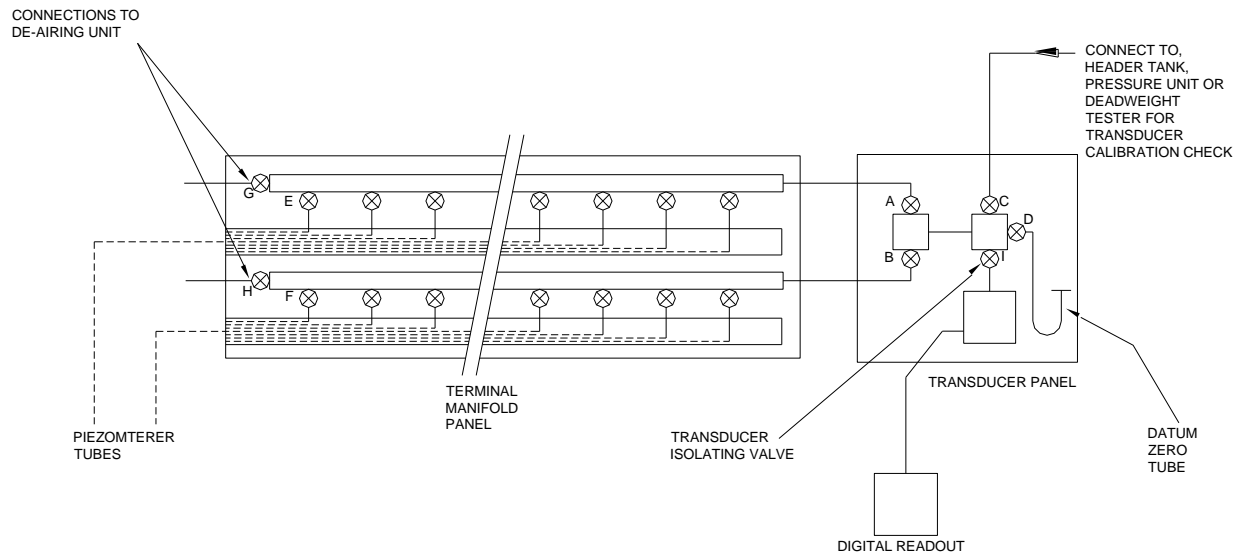 CONNECTIONS TO
DE-AIRING UNIT
CONNECT TO,
HEADER TANK,
PRESSURE UNIT OR
DEADWEIGHT
TESTER FOR
TRANSDUCER
CALIBRATION CHECK
G
E
A
C
D
B
I
H
F
TERMINAL
MANIFOLD
PANEL
TRANSDUCER PANEL
PIEZOMTERER
TUBES
TRANSDUCER
ISOLATING VALVE
DATUM
ZERO
TUBE
DIGITAL READOUT